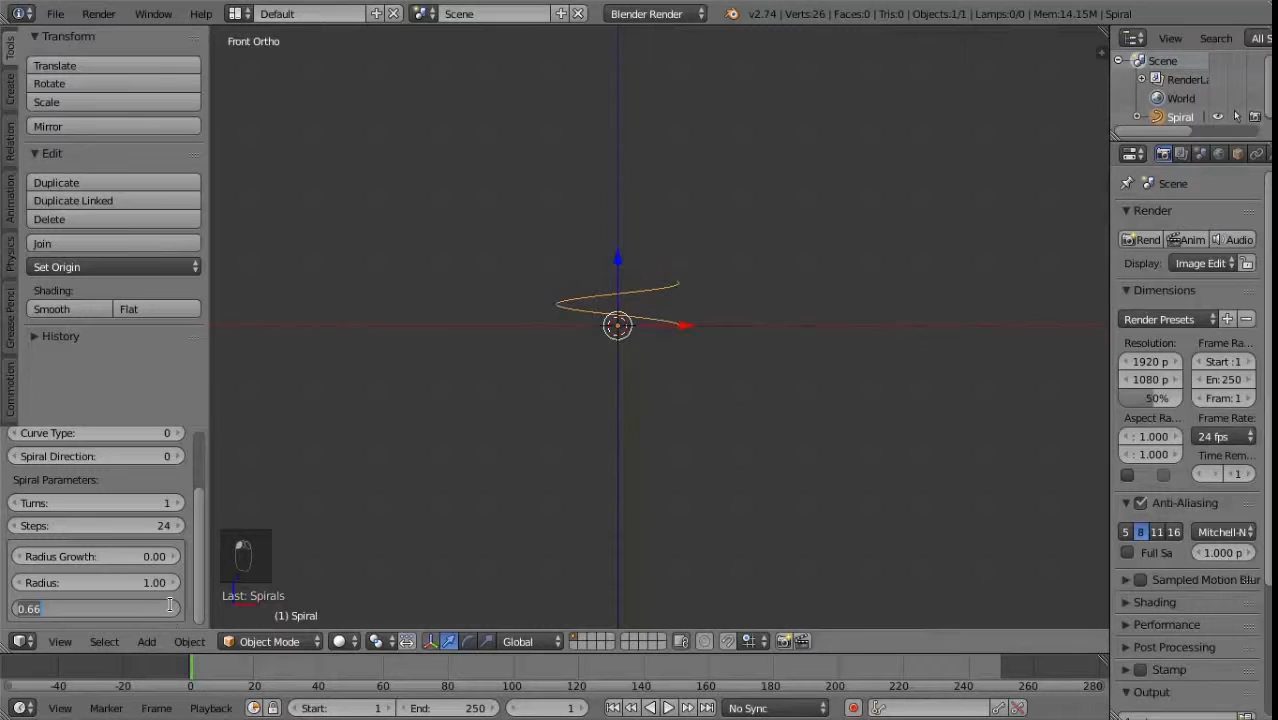 File Render Window Help Default Scene Blender Render v2.74 | Verts:26 | Faces:0 | Tris:0 | Objects:1/1 | Lamps:0/0 | Mem:14.15M | Spiral
Tools
Create
Relation
Animation
Physics
Grease Penci
Transform
Translate
Rotate
Scale
Mirror
Edit
Duplicate
Duplicate Linked
Delete
Join
Set Origin
Shading:
Smooth Flat
History
Curve Type: 0
Spiral Direction: 0
Spiral Parameters:
Turns: 1
Steps: 24
Radius Growth: 0.00
Radius: 1.00
0.66
Front Ortho
Last: Spirals
(1) Spiral
View Select Add Object Object Mode Global
-40 -20 0 20 40 60 80 100 120 140 160 180 200 220 240 260 280
View Marker Frame Playback Start: 1 End: 250 1 No Sync
View Search All S
Scene
RenderLa
World
Spiral
Scene
Render
Rend Anim Audio
Display: Image Edit
Dimensions
Render Presets
Resolution: Frame Ra...
1920 p Start :1
1080 p En: 250
50% Fram: 1
Aspect Ra... Frame Rate:
: 1.000 24 fps
: 1.000 Time Rem...
: 1
Anti-Aliasing
5 8 11 16 Mitchell-N
Full Sa 1.000 p
Sampled Motion Blur
Shading
Performance
Post Processing
Stamp
Output